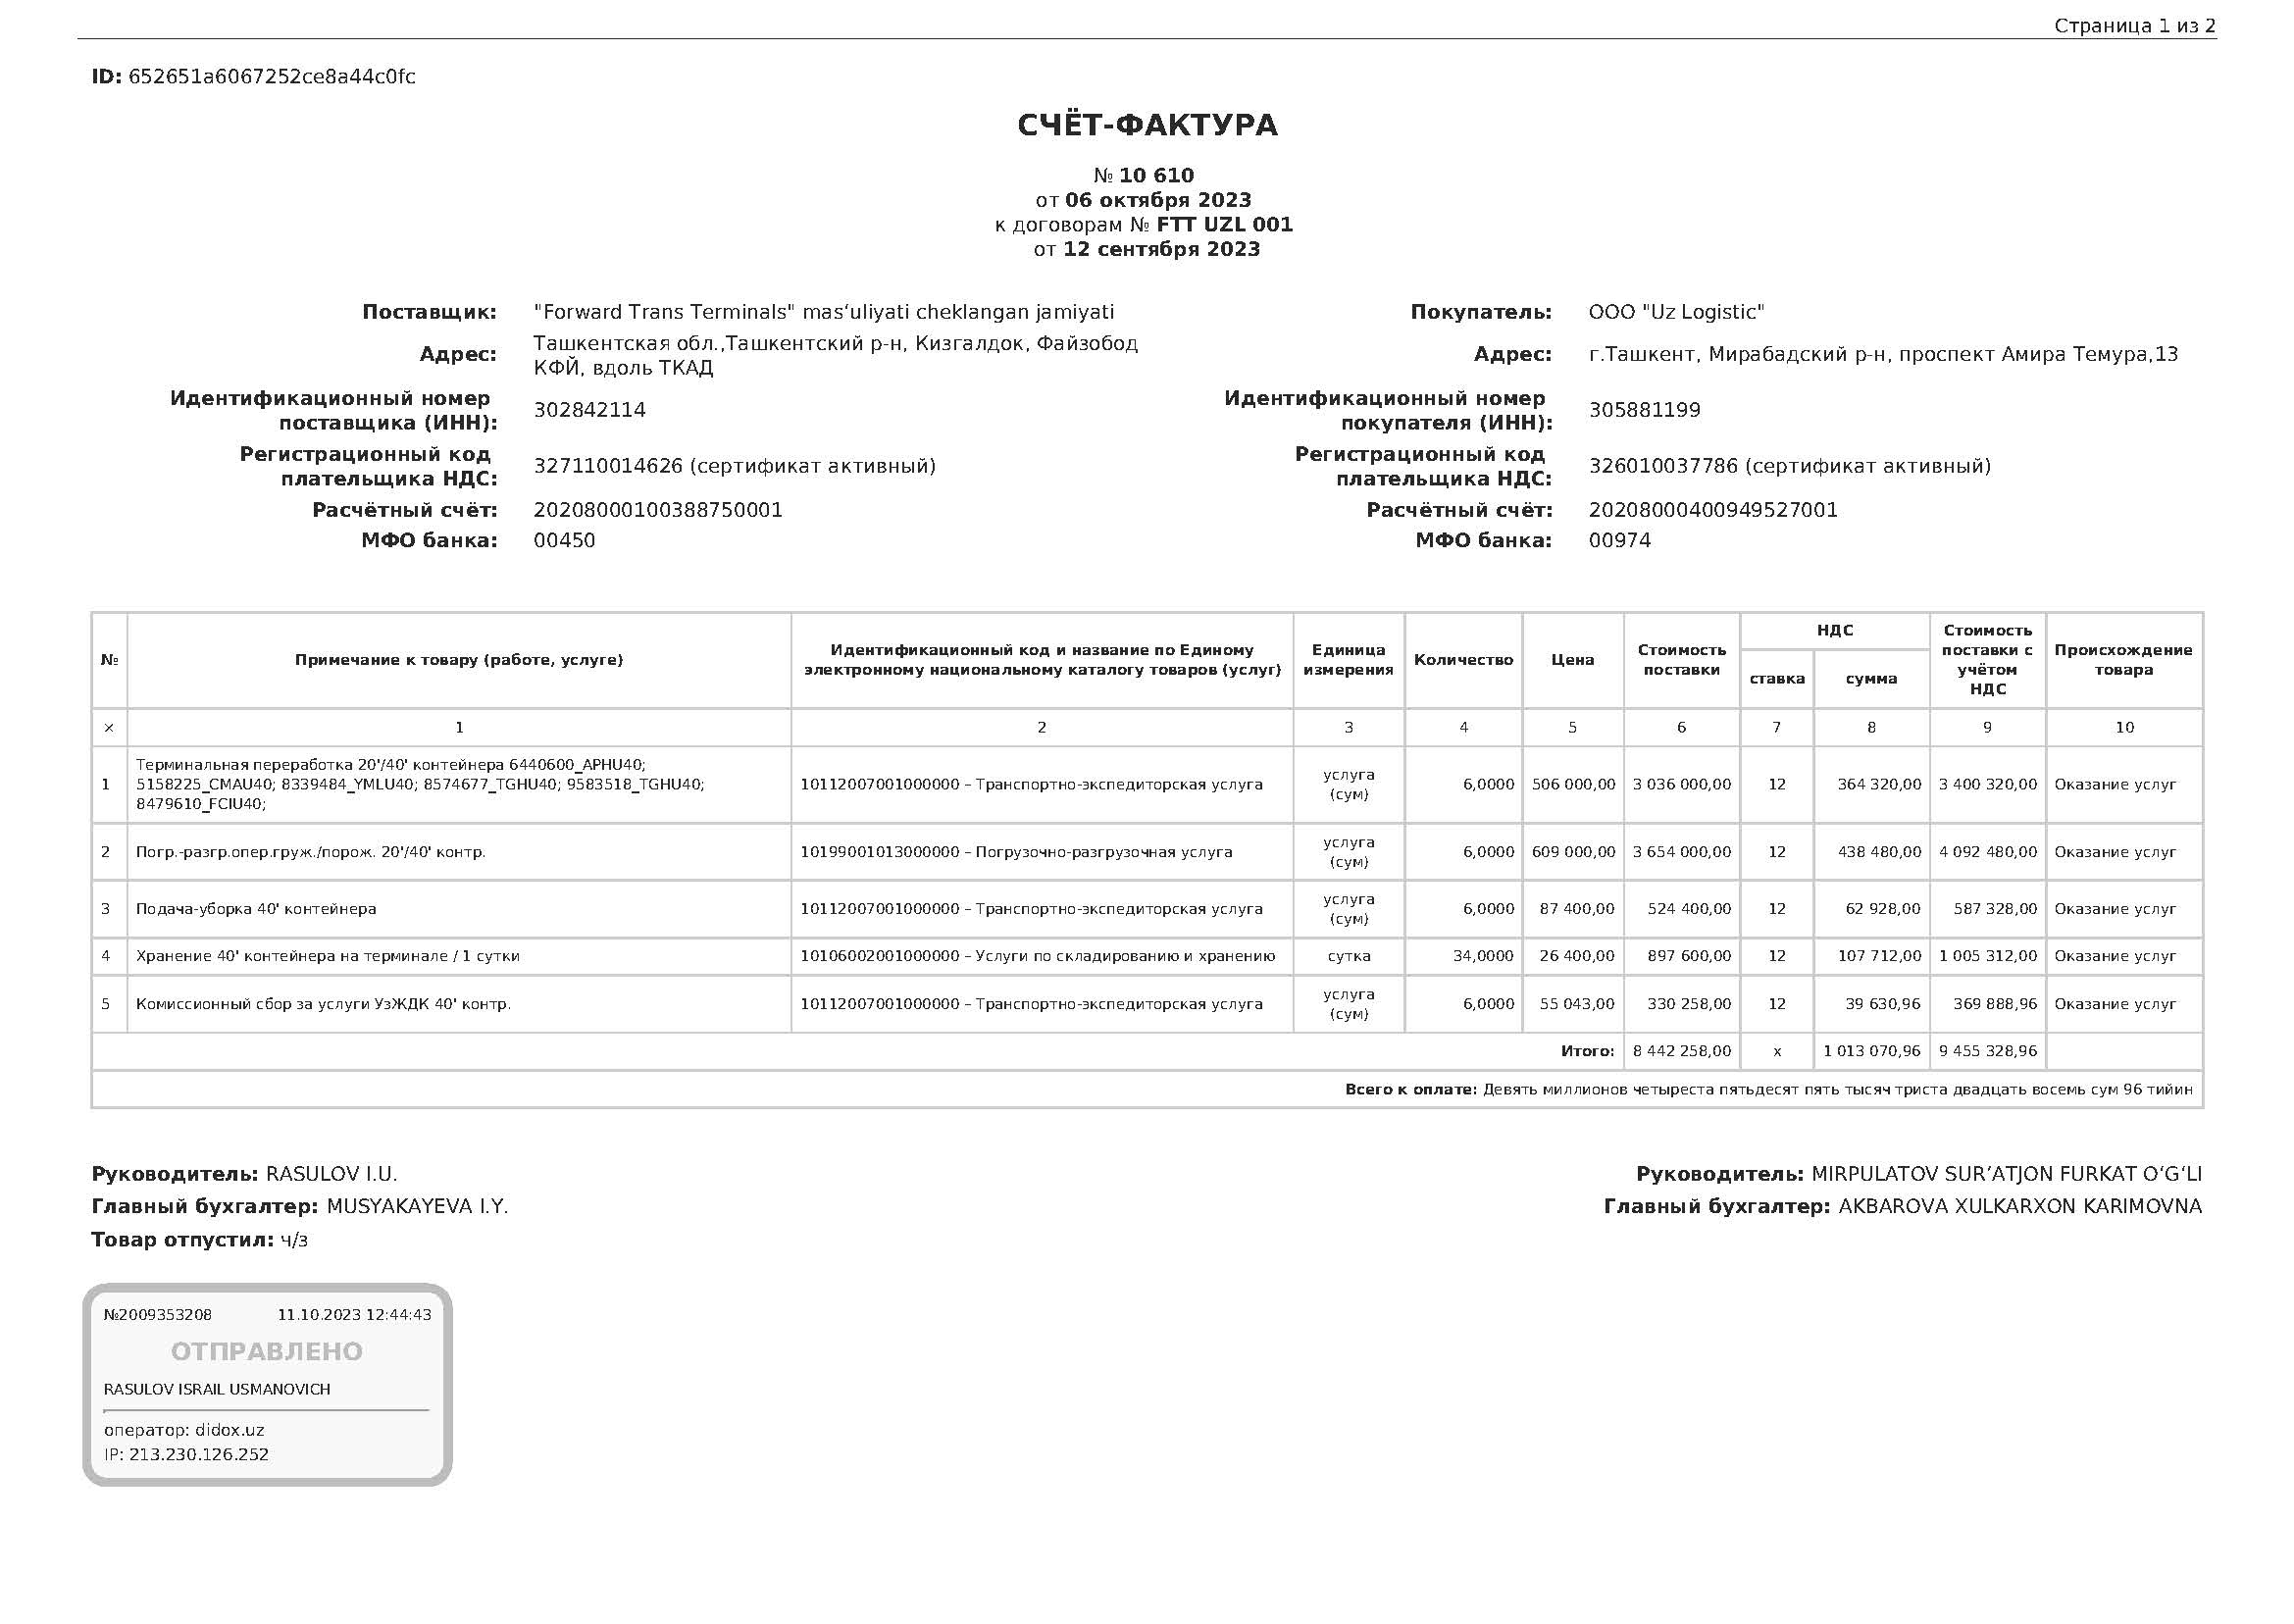 Страница 1 из 2
ID: 652651a6067252ce8a44c0fc
СЧЁТ-ФАКТУРА
№ 10 610
от 06 октября 2023
к договорам № FTT UZL 001
от 12 сентября 2023
Поставщик: "Forward Trans Terminals" mas‘uliyati cheklangan jamiyati
Адрес: Ташкентская обл.,Ташкентский р-н, Кизгалдок, Файзобод
КФЙ, вдоль ТКАД
Идентификационный номер
поставщика (ИНН): 302842114
Регистрационный код
плательщика НДС: 327110014626 (сертификат активный)
Расчётный счёт: 20208000100388750001
МФО банка: 00450
Покупатель: ООО "Uz Logistic"
Адрес: г.Ташкент, Мирабадский р-н, проспект Амира Темура,13
Идентификационный номер
покупателя (ИНН): 305881199
Регистрационный код
плательщика НДС: 326010037786 (сертификат активный)
Расчётный счёт: 20208000400949527001
МФО банка: 00974
№ Примечание к товару (работе, услуге) Идентификационный код и название по Единому электронному национальному каталогу товаров (услуг) Единица измерения Количество Цена Стоимость поставки НДС ставка сумма Стоимость поставки с учётом НДС Происхождение товара
× 1 2 3 4 5 6 7 8 9 10
1 Терминальная переработка 20'/40' контейнера 6440600_APHU40;
5158225_CMAU40; 8339484_YMLU40; 8574677_TGHU40; 9583518_TGHU40;
8479610_FCIU40; 10112007001000000 – Транспортно-экспедиторская услуга услуга (сум) 6,0000 506 000,00 3 036 000,00 12 364 320,00 3 400 320,00 Оказание услуг
2 Погр.-разгр.опер.груж./порож. 20'/40' контр. 10199001013000000 – Погрузочно-разгрузочная услуга услуга (сум) 6,0000 609 000,00 3 654 000,00 12 438 480,00 4 092 480,00 Оказание услуг
3 Подача-уборка 40' контейнера 10112007001000000 – Транспортно-экспедиторская услуга услуга (сум) 6,0000 87 400,00 524 400,00 12 62 928,00 587 328,00 Оказание услуг
4 Хранение 40' контейнера на терминале / 1 сутки 10106002001000000 – Услуги по складированию и хранению сутка 34,0000 26 400,00 897 600,00 12 107 712,00 1 005 312,00 Оказание услуг
5 Комиссионный сбор за услуги УзЖДК 40' контр. 10112007001000000 – Транспортно-экспедиторская услуга услуга (сум) 6,0000 55 043,00 330 258,00 12 39 630,96 369 888,96 Оказание услуг
Итого: 8 442 258,00 x 1 013 070,96 9 455 328,96
Всего к оплате: Девять миллионов четыреста пятьдесят пять тысяч триста двадцать восемь сум 96 тийин
Руководитель: RASULOV I.U.
Главный бухгалтер: MUSYAKAYEVA I.Y.
Товар отпустил: ч/з
Руководитель: MIRPULATOV SUR’ATJON FURKAT O‘G‘LI
Главный бухгалтер: AKBAROVA XULKARXON KARIMOVNA
№2009353208 11.10.2023 12:44:43
ОТПРАВЛЕНО
RASULOV ISRAIL USMANOVICH
оператор: didox.uz
IP: 213.230.126.252